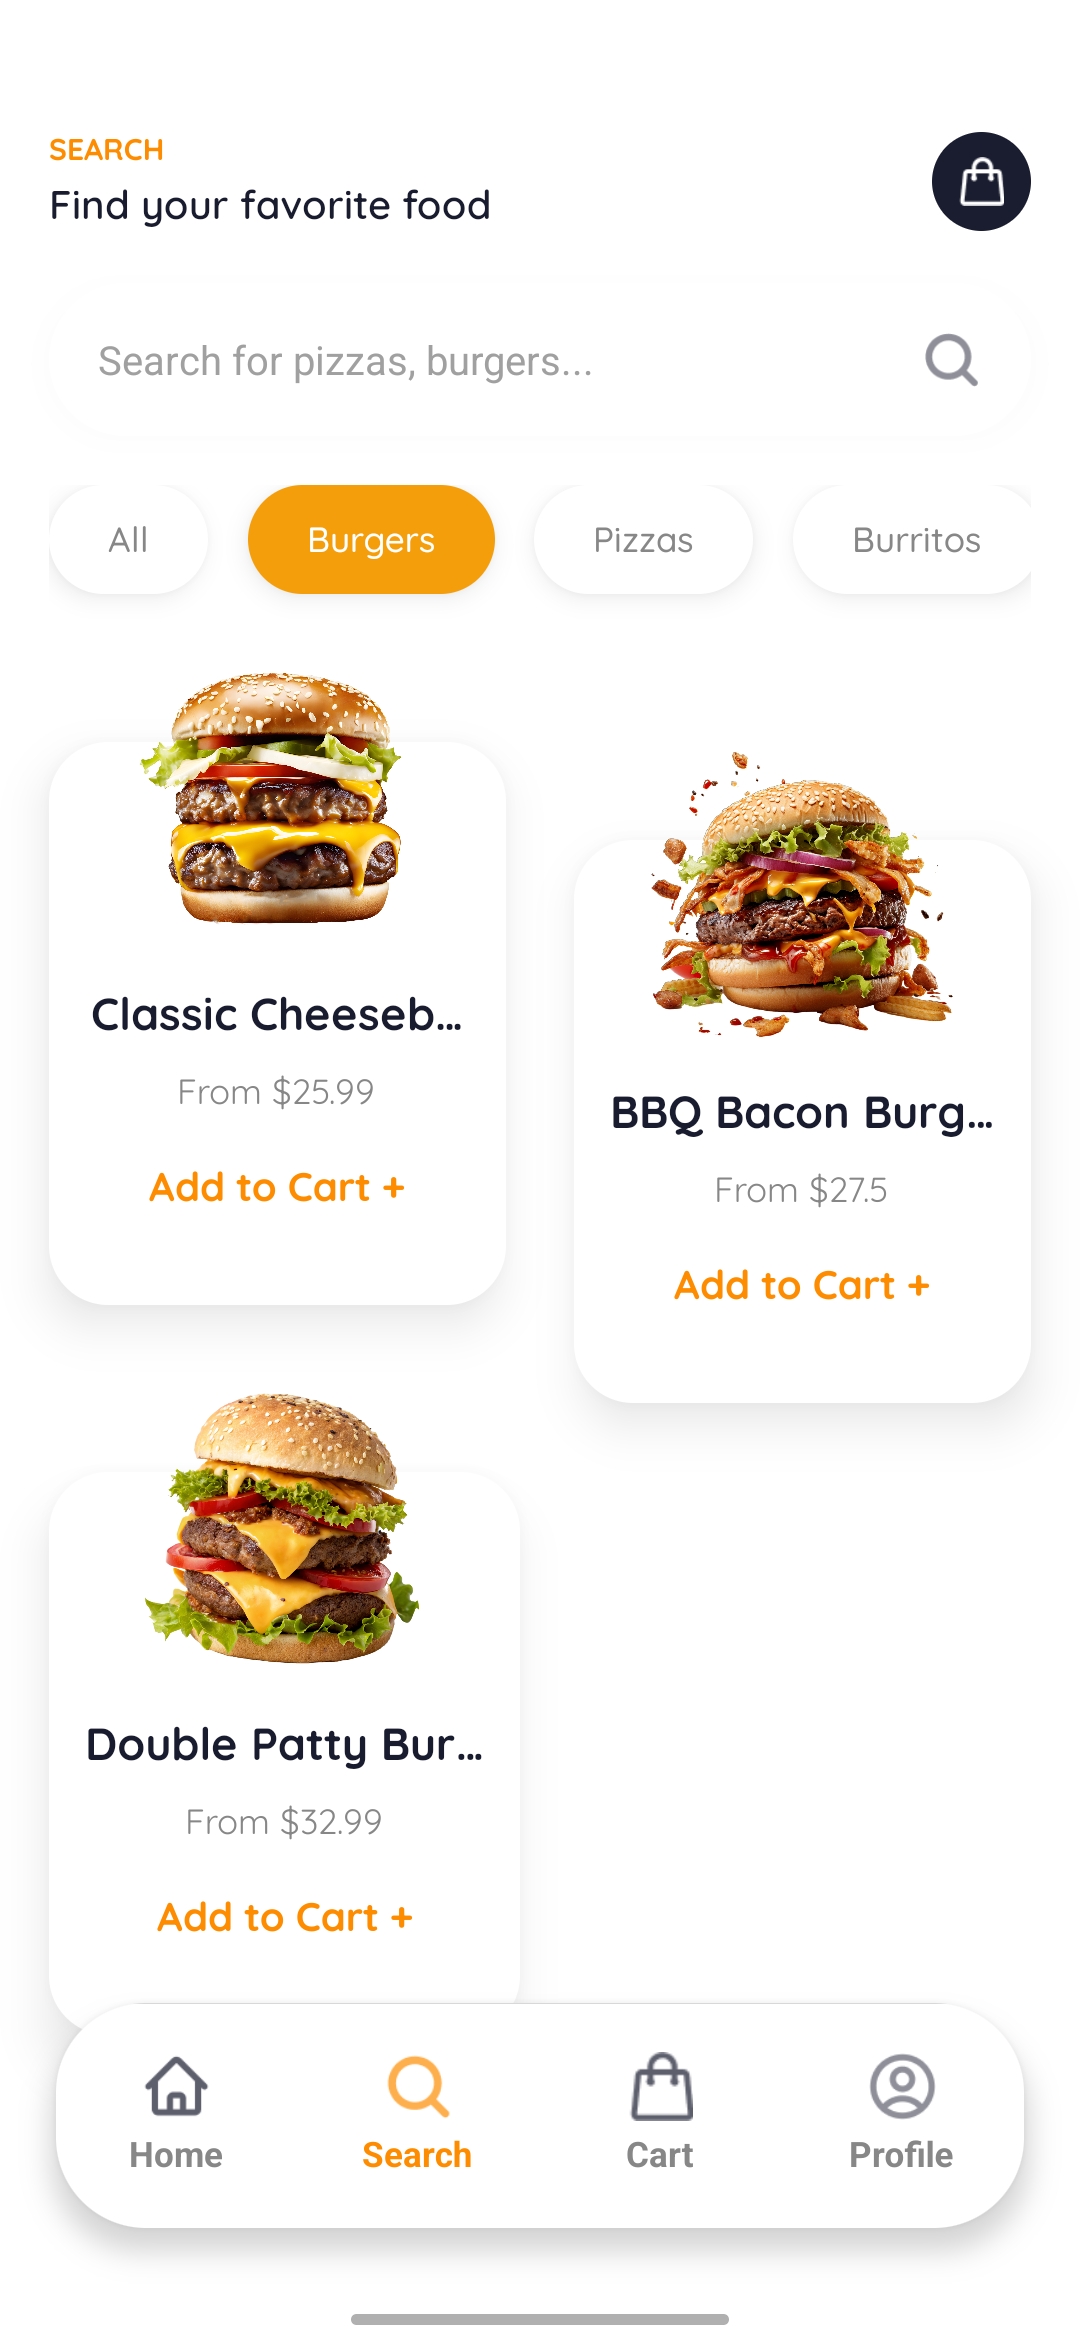 SEARCH
Find your favorite food
Search for pizzas, burgers...
All
Burgers
Pizzas
Burritos
Classic Cheeseb...
From $25.99
Add to Cart +
BBQ Bacon Burg...
From $27.5
Add to Cart +
Double Patty Bur...
From $32.99
Add to Cart +
Home
Search
Cart
Profile